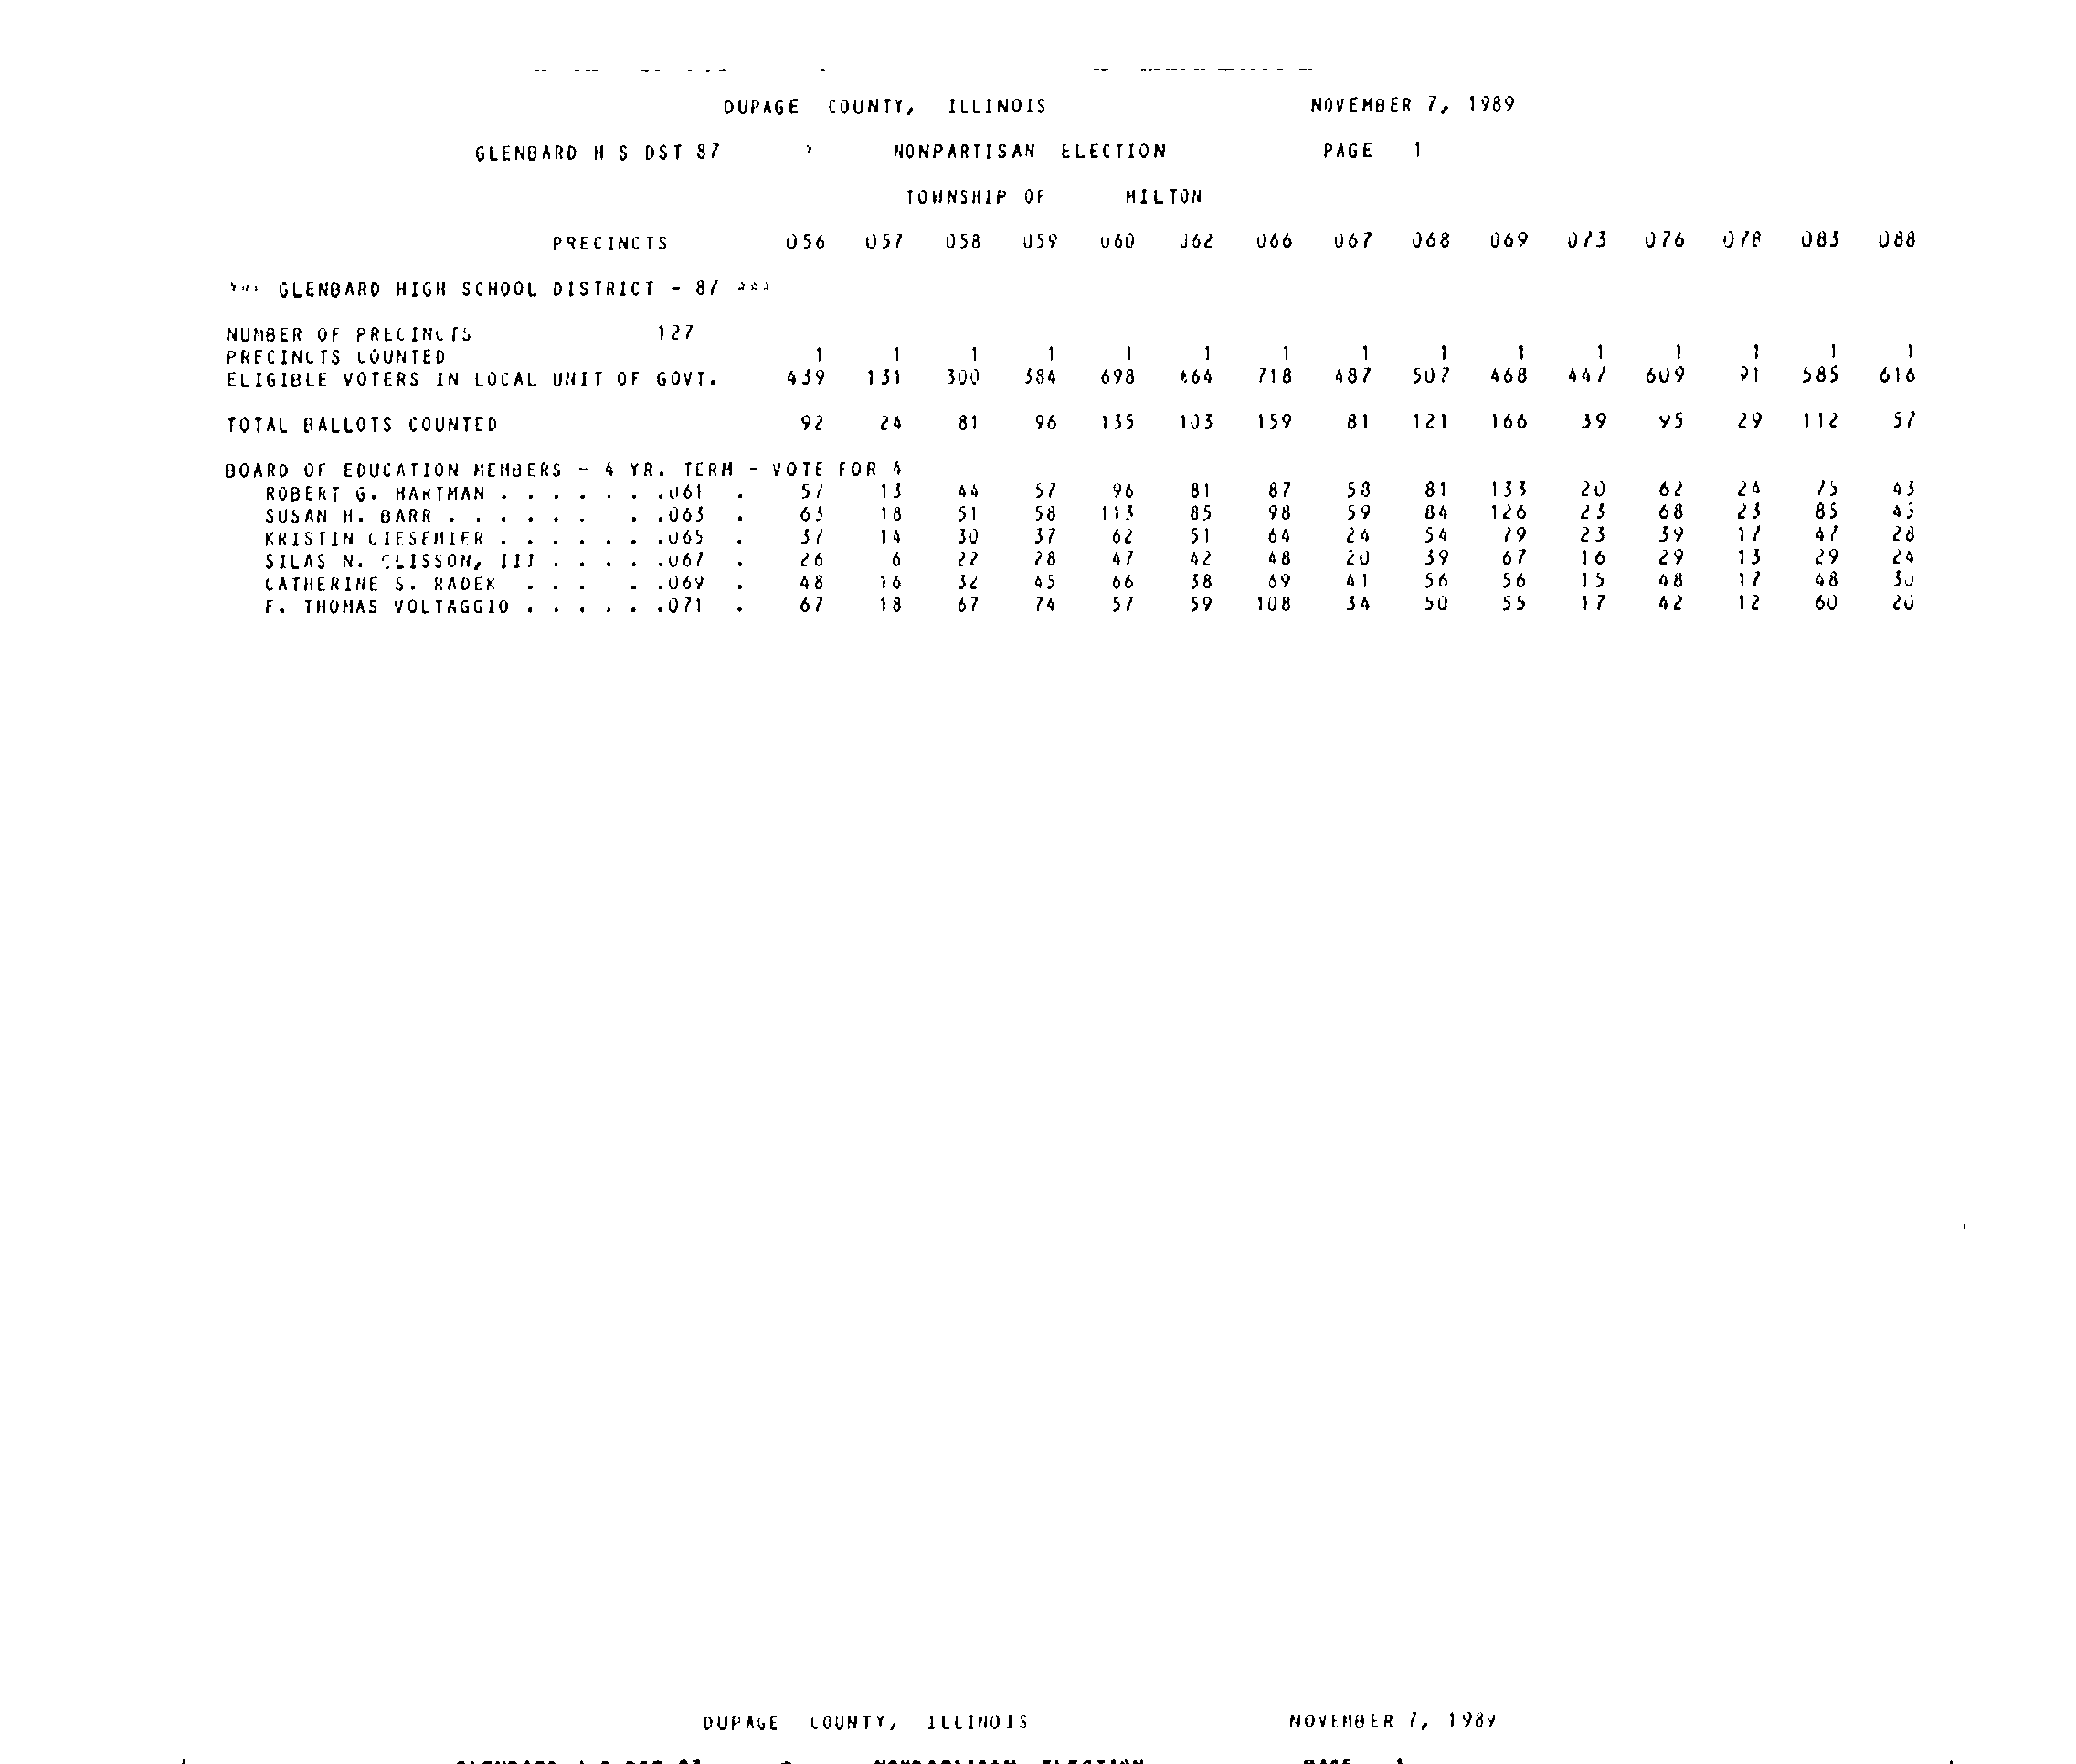 DUPAGE COUNTY, ILLINOIS NOVEMBER 7, 1989
GLENBARD H S DST 87 NONPARTISAN ELECTION PAGE 1
TOWNSHIP OF MILTON
PRECINCTS 056 057 058 059 060 062 066 067 068 069 073 076 078 083 088
*** GLENBARD HIGH SCHOOL DISTRICT - 87 ***
NUMBER OF PRECINCTS 127
PRECINCTS COUNTED 1 1 1 1 1 1 1 1 1 1 1 1 1 1 1
ELIGIBLE VOTERS IN LOCAL UNIT OF GOVT. 439 131 300 384 698 464 718 487 507 468 447 609 91 585 616
TOTAL BALLOTS COUNTED 92 24 81 96 135 103 159 81 121 166 39 95 29 112 57
BOARD OF EDUCATION MEMBERS - 4 YR. TERM - VOTE FOR 4
ROBERT G. HARTMAN . . . . . . .061 . 57 13 44 57 96 81 87 58 81 133 20 62 24 75 43
SUSAN H. BARR . . . . . . . .063 . 63 18 51 58 113 85 98 59 84 126 23 68 23 85 45
KRISTIN CIESEMIER . . . . . . .065 . 37 14 30 37 62 51 64 24 54 79 23 39 17 47 28
SILAS N. CLISSON, III . . . . .067 . 26 6 22 28 47 42 48 20 39 67 16 29 13 29 24
CATHERINE S. RADEK . . . . .069 . 48 16 32 45 66 38 69 41 56 56 15 48 17 48 30
F. THOMAS VOLTAGGIO . . . . . .071 . 67 18 67 74 57 59 108 34 50 55 17 42 12 60 20
DUPAGE COUNTY, ILLINOIS NOVEMBER 7, 1989